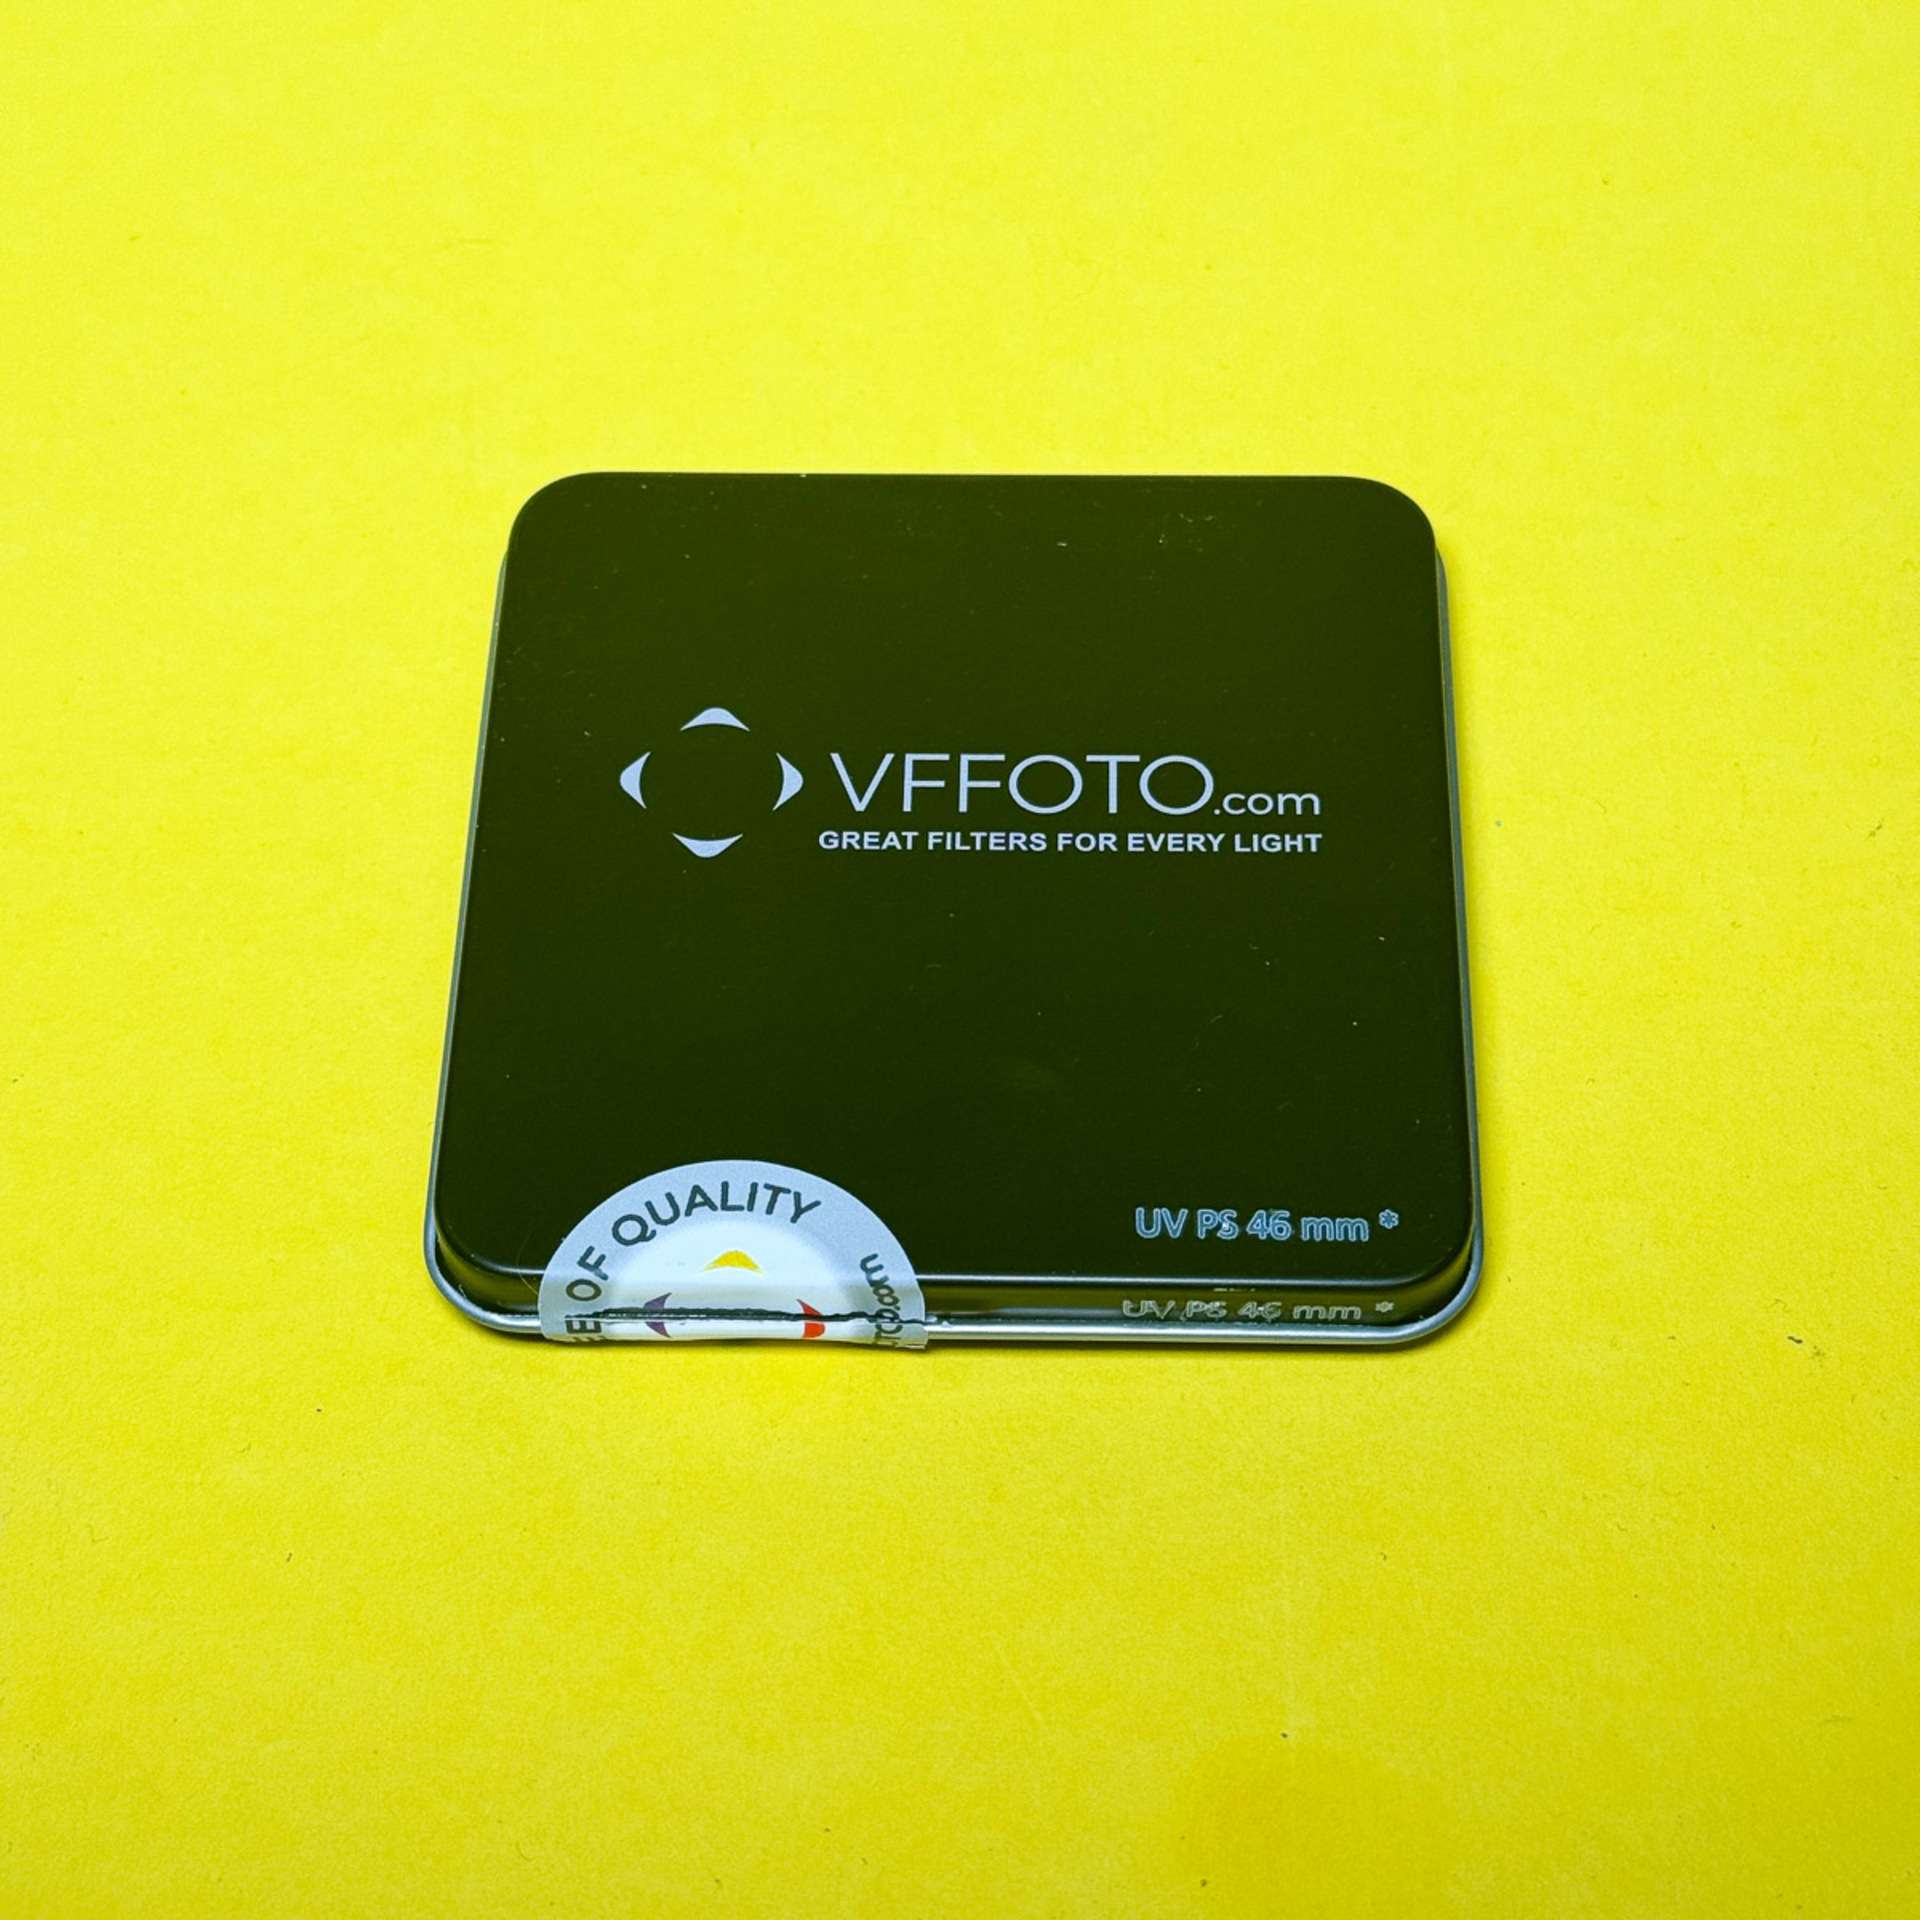 VFFOTO.com
GREAT FILTERS FOR EVERY LIGHT
OF QUALITY
UV PS 46 mm *
UV PS 46 mm *